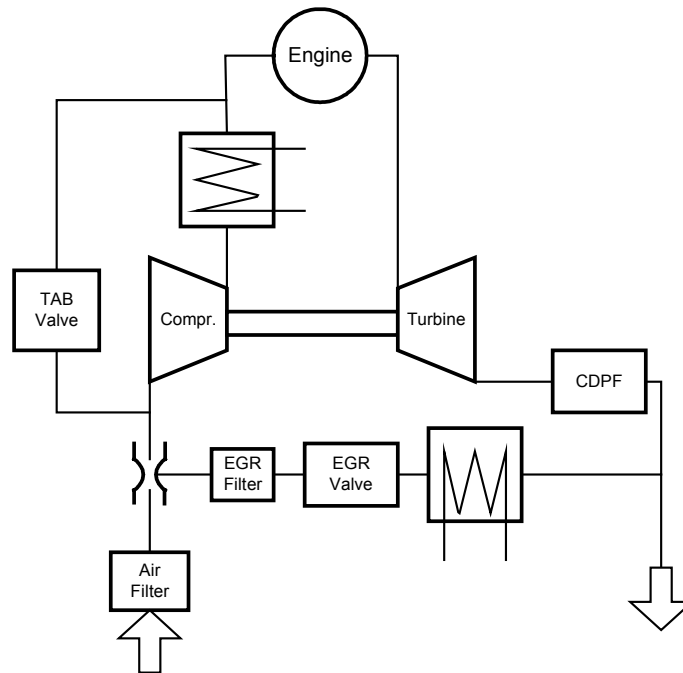 Engine
TAB
Valve
Compr.
Turbine
CDPF
EGR
Filter
EGR
Valve
Air
Filter